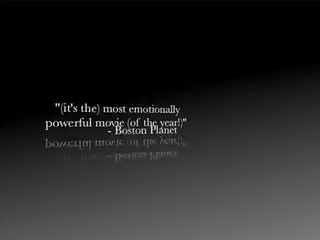 "(it's the) most emotionally
powerful movie (of the year!)"
- Boston Planet